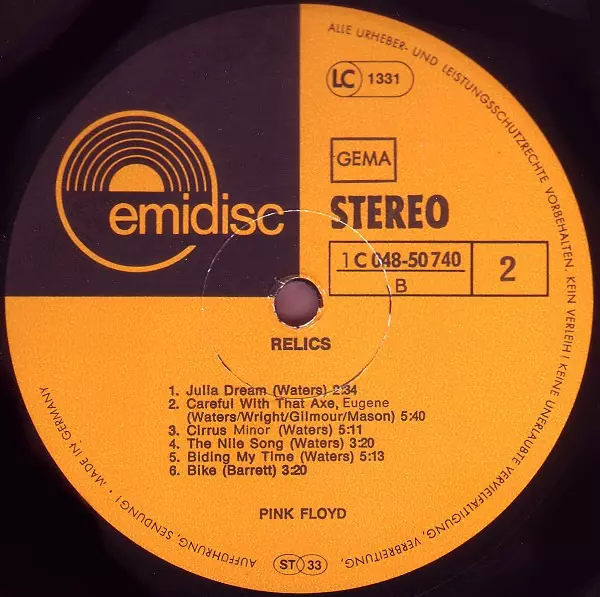 ALLE URHEBER- UND LEISTUNGSSCHUTZRECHTE VORBEHALTEN. KEIN VERLEIH! KEINE UNERLAUBTE VERVIELFÄLTIGUNG, VERBREITUNG, AUFFÜHRUNG, SENDUNG! · MADE IN GERMANY
LC 1331
GEMA
emidisc
STEREO
1 C 048-50 740
B
2
RELICS
1. Julia Dream (Waters) 2:34
2. Careful With That Axe, Eugene
(Waters/Wright/Gilmour/Mason) 5:40
3. Cirrus Minor (Waters) 5:11
4. The Nile Song (Waters) 3:20
5. Biding My Time (Waters) 5:13
6. Bike (Barrett) 3:20
PINK FLOYD
ST 33